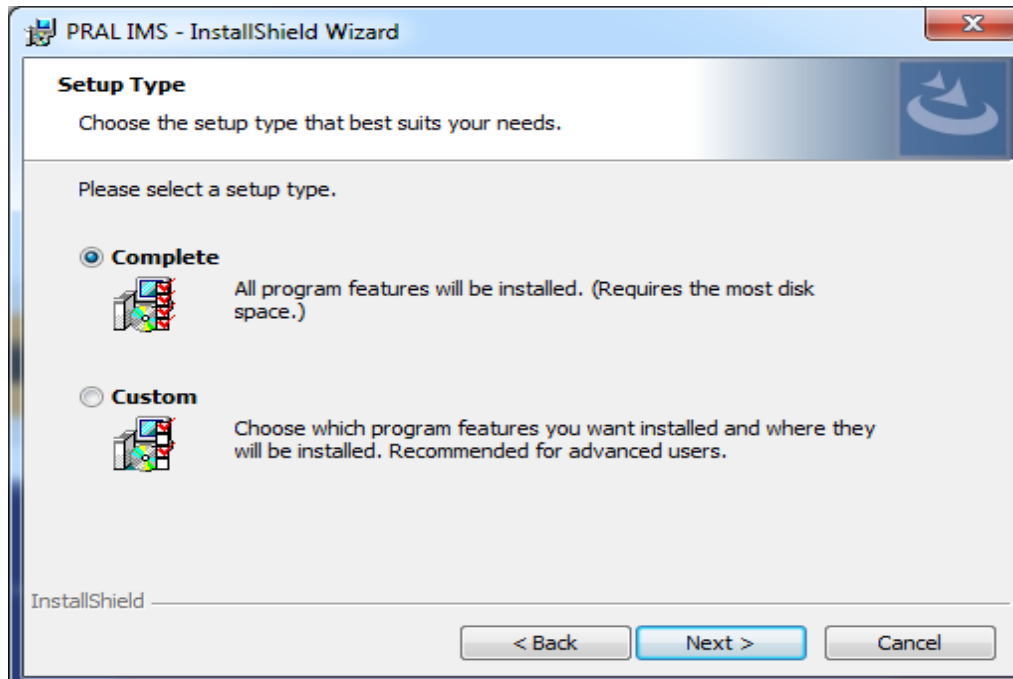 PRAL IMS - InstallShield Wizard
Setup Type
Choose the setup type that best suits your needs.
Please select a setup type.
Complete
All program features will be installed. (Requires the most disk
space.)
Custom
Choose which program features you want installed and where they
will be installed. Recommended for advanced users.
InstallShield
< Back
Next >
Cancel